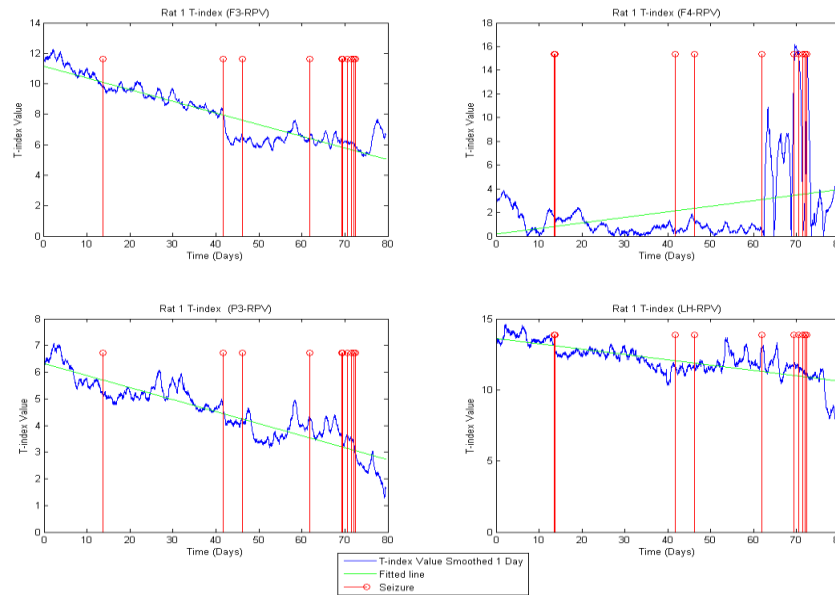 Rat 1 T-index (F3-RPV)
T-index Value
14
12
10
8
6
4
2
0
0 10 20 30 40 50 60 70 80
Time (Days)
Rat 1 T-index (F4-RPV)
T-index Value
18
16
14
12
10
8
6
4
2
0
0 10 20 30 40 50 60 70 80
Time (Days)
Rat 1 T-index (P3-RPV)
T-index Value
8
7
6
5
4
3
2
1
0
0 10 20 30 40 50 60 70 80
Time (Days)
Rat 1 T-index (LH-RPV)
T-index Value
15
10
5
0
0 10 20 30 40 50 60 70 80
Time (Days)
T-index Value Smoothed 1 Day
Fitted line
Seizure